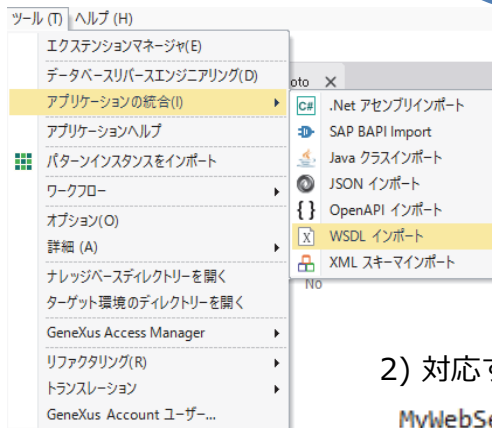 ツール (T) ヘルプ (H)
エクステンションマネージャ(E)
データベースリバースエンジニアリング(D)
アプリケーションの統合(I)
アプリケーションヘルプ
パターンインスタンスをインポート
ワークフロー
オプション(O)
詳細 (A)
ナレッジベースディレクトリーを開く
ターゲット環境のディレクトリーを開く
GeneXus Access Manager
リファクタリング(R)
トランスレーション
GeneXus Account ユーザー...
oto
C# .Net アセンブリインポート
SAP BAPI Import
Java クラスインポート
JSON インポート
{ } OpenAPI インポート
X WSDL インポート
XML スキーマインポート
No
2) 対応す
MyWebSe